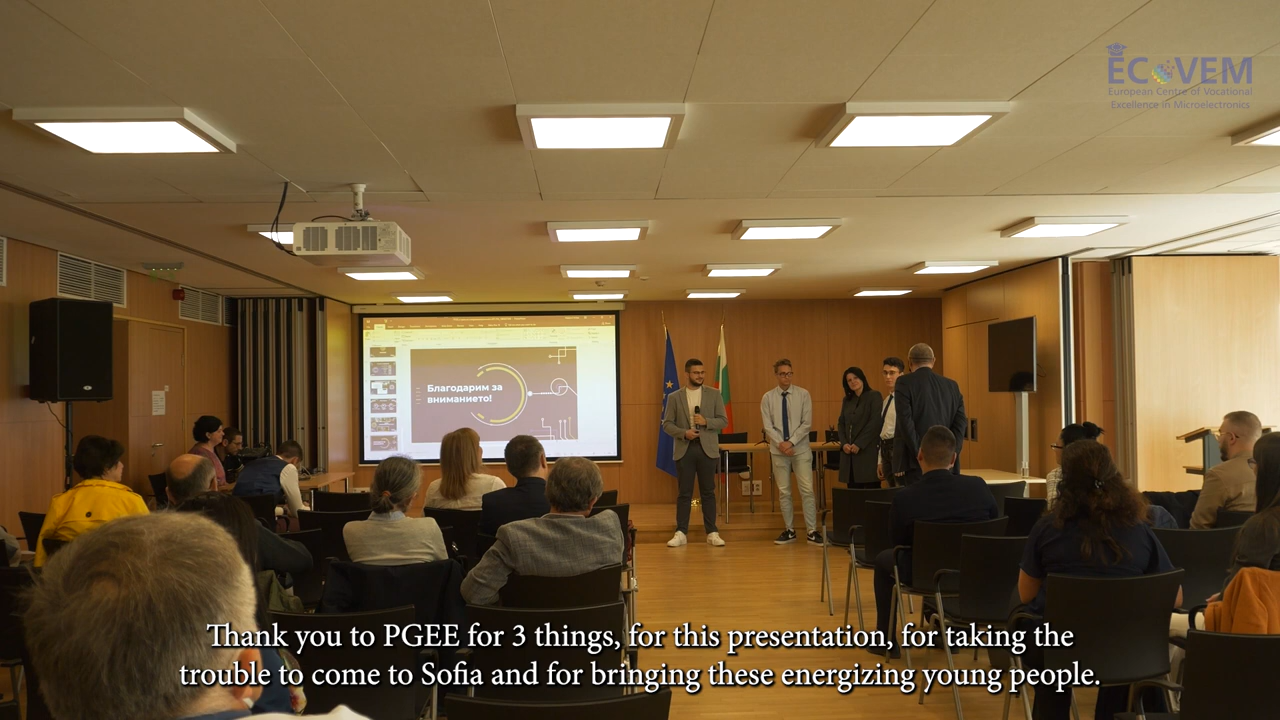 ECOVEM
European Centre of Vocational
Excellence in Microelectronics
Благодарим за
вниманието!
Thank you to PGEE for 3 things, for this presentation, for taking the
trouble to come to Sofia and for bringing these energizing young people.